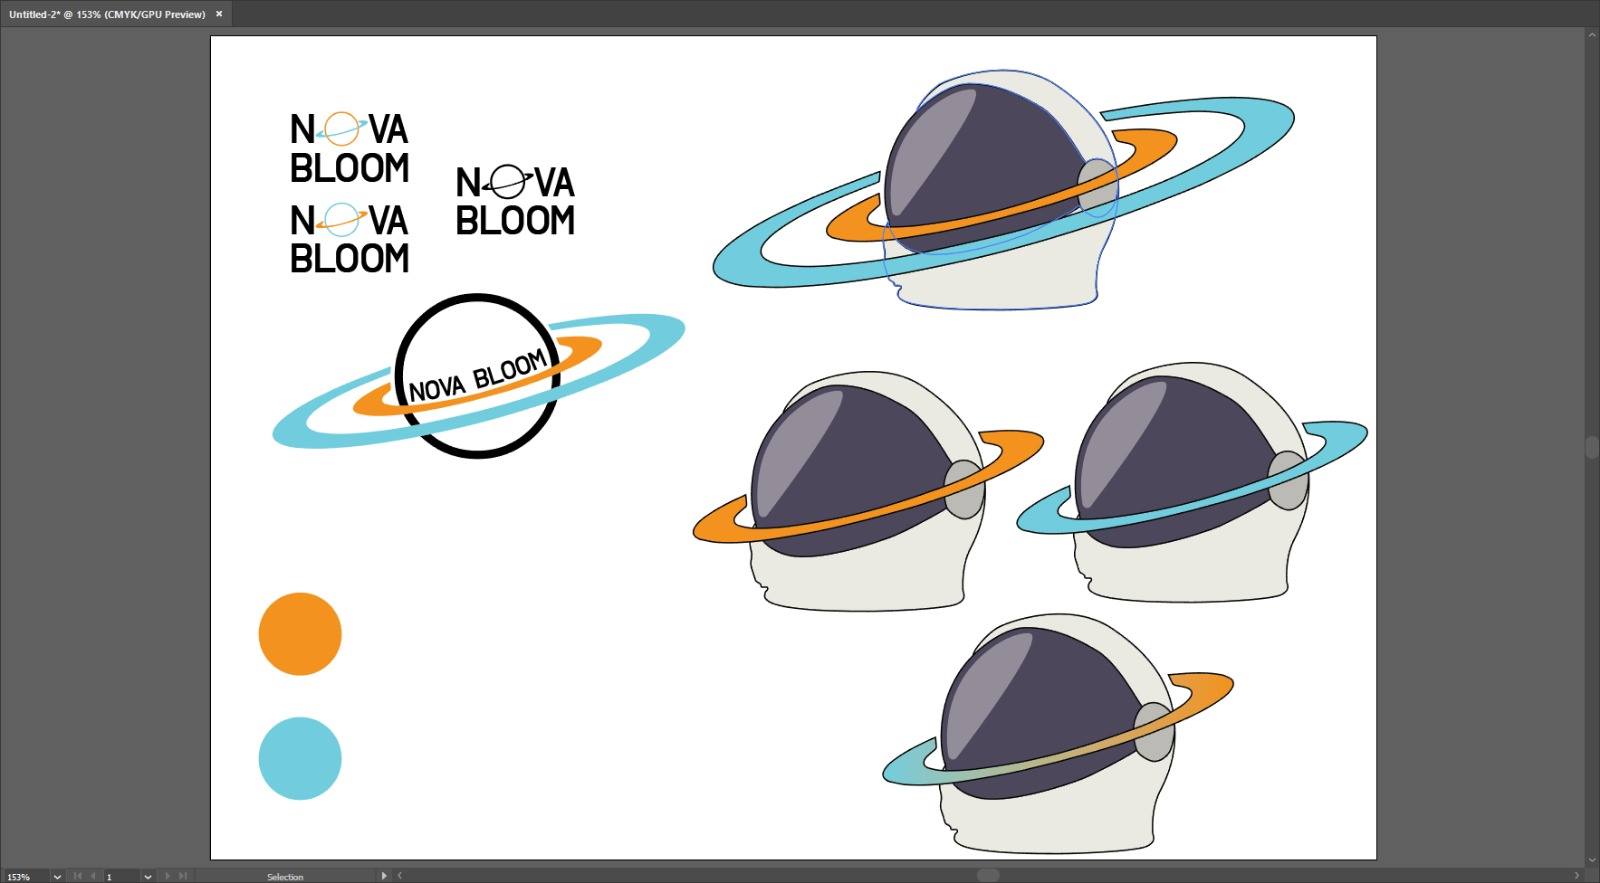 Untitled-2* @ 153% (CMYK/GPU Preview) ×
NOVA
BLOOM
NOVA
BLOOM
NOVA
BLOOM
NOVA BLOOM
153%
1
Selection